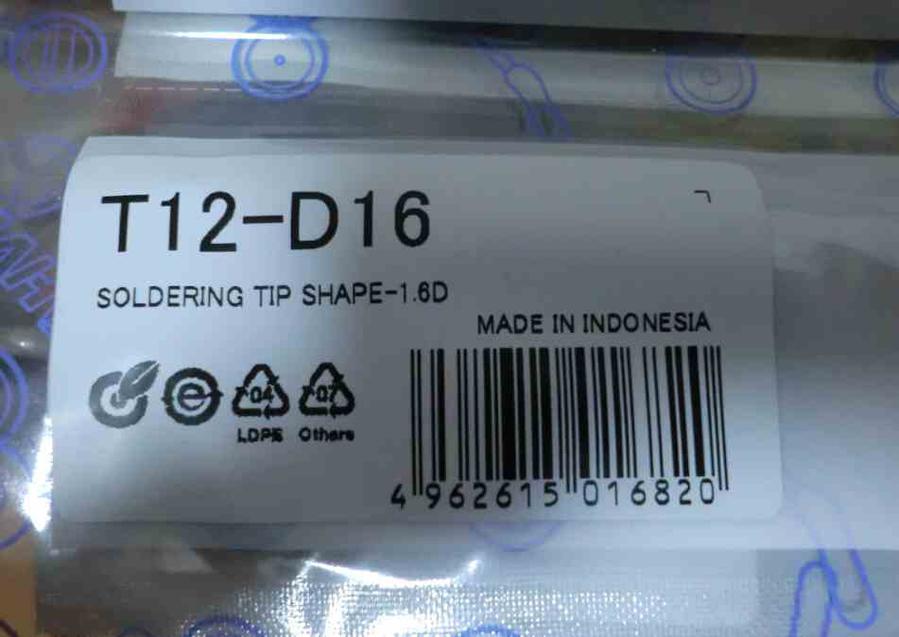 T12-D16
SOLDERING TIP SHAPE-1.6D
MADE IN INDONESIA
e
04
07
LDPE
Others
4 962615 016820